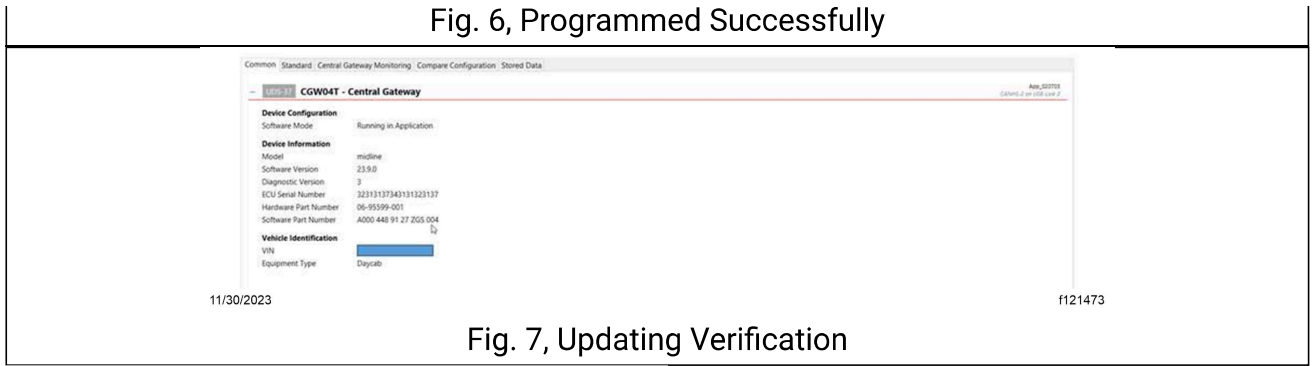 Fig. 6, Programmed Successfully
Common Standard Central Gateway Monitoring Compare Configuration Stored Data
UDS-37 CGW04T - Central Gateway
Device Configuration
Software Mode Running in Application
Device Information
Model midline
Software Version 23.9.0
Diagnostic Version 3
ECU Serial Number 32313137343131323137
Hardware Part Number 06-95599-001
Software Part Number A000 448 91 27 ZGS 004
Vehicle Identification
VIN
Equipment Type Daycab
11/30/2023 f121473
Fig. 7, Updating Verification